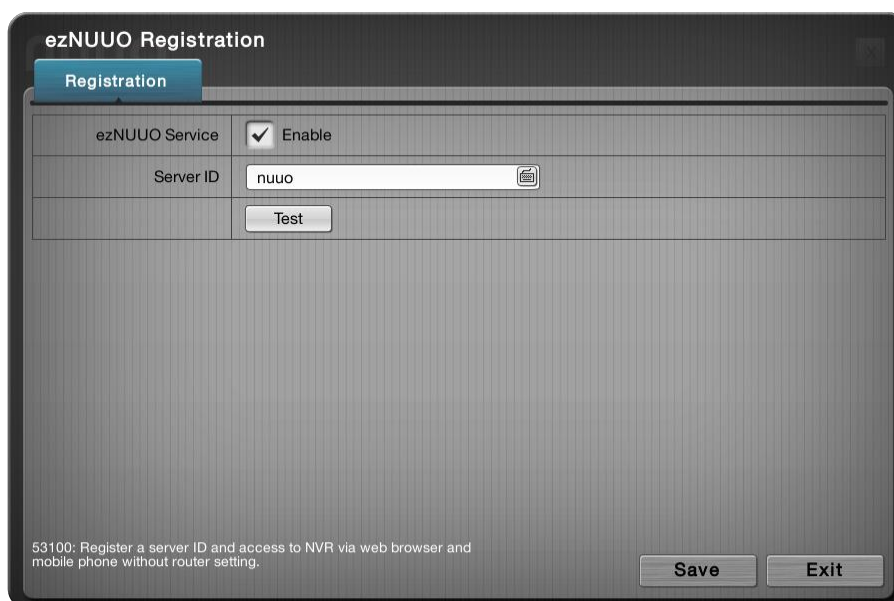 ezNUUO Registration
Registration
ezNUUO Service
Enable
Server ID
nuuo
Test
53100: Register a server ID and access to NVR via web browser and
mobile phone without router setting.
Save
Exit